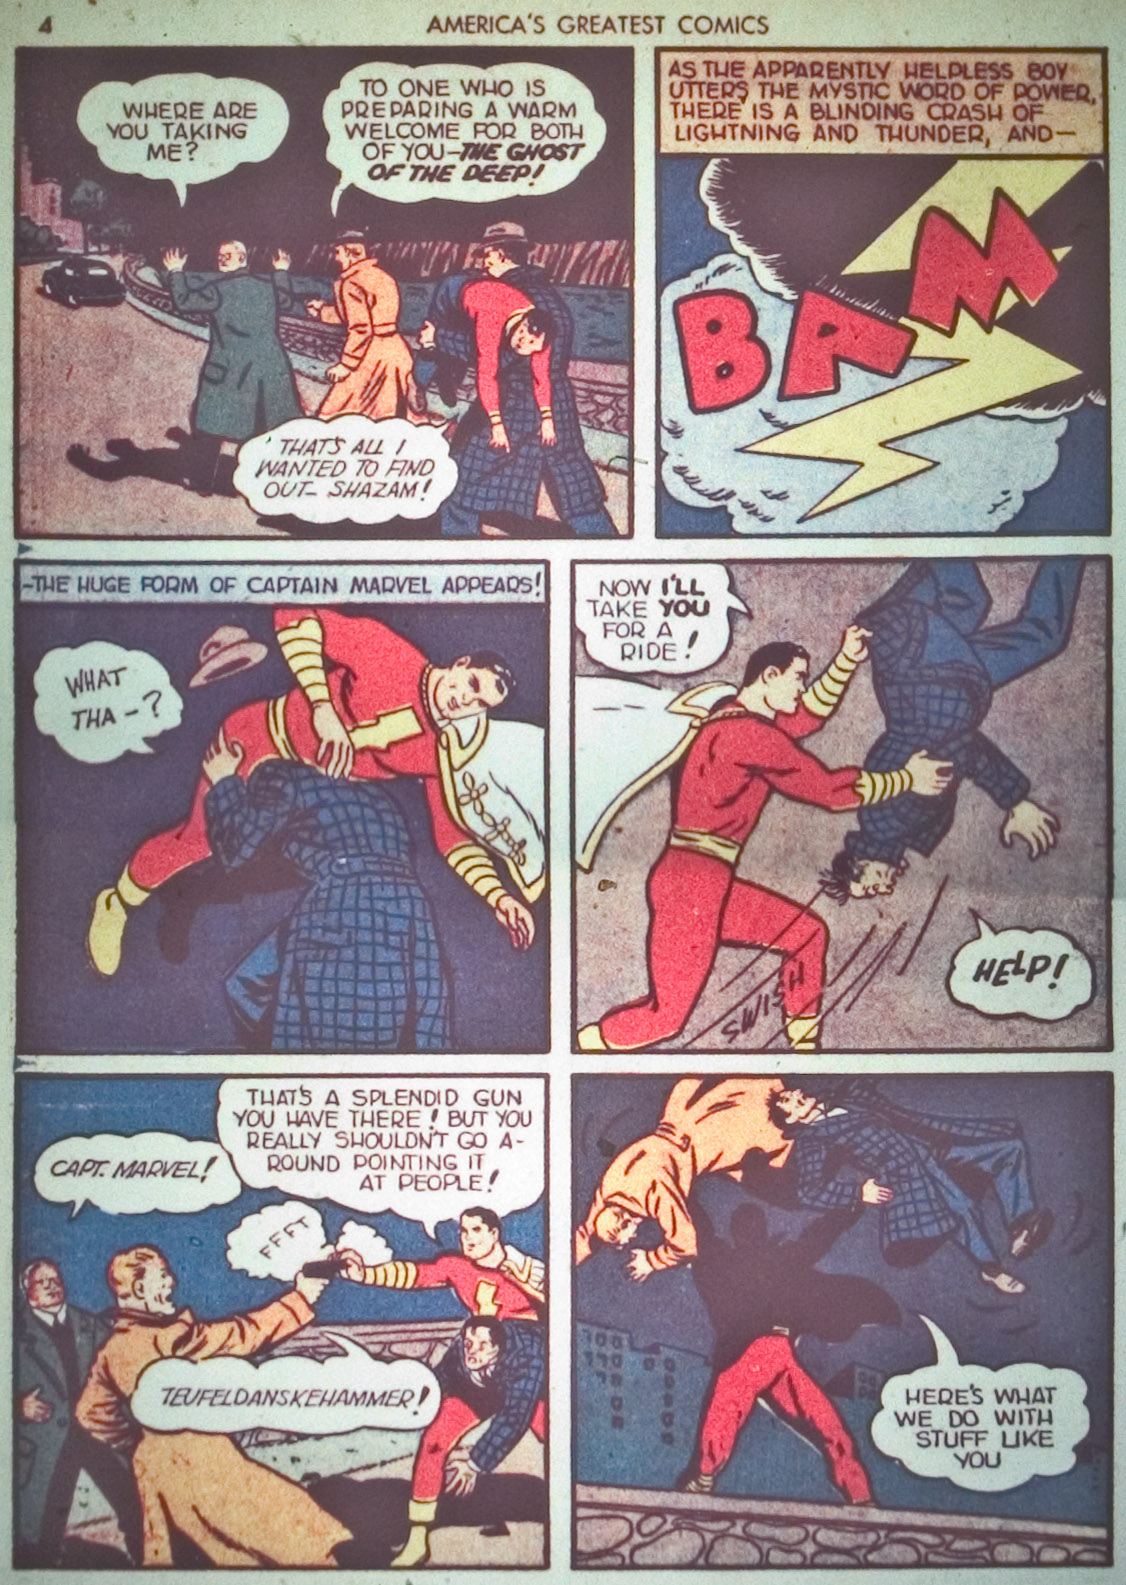 4
AMERICA'S GREATEST COMICS
WHERE ARE
YOU TAKING
ME?
TO ONE WHO IS
PREPARING A WARM
WELCOME FOR BOTH
OF YOU—THE GHOST
OF THE DEEP!
THAT'S ALL I
WANTED TO FIND
OUT— SHAZAM!
AS THE APPARENTLY HELPLESS BOY
UTTERS THE MYSTIC WORD OF POWER,
THERE IS A BLINDING CRASH OF
LIGHTNING AND THUNDER, AND—
BAM
—THE HUGE FORM OF CAPTAIN MARVEL APPEARS!
WHAT
THA—?
NOW I'LL
TAKE YOU
FOR A
RIDE!
HELP!
SWISH
THAT'S A SPLENDID GUN
YOU HAVE THERE! BUT YOU
REALLY SHOULDN'T GO A-
ROUND POINTING IT
AT PEOPLE!
CAPT. MARVEL!
FFFT
TEUFELDANSKEHAMMER!
HERE'S WHAT
WE DO WITH
STUFF LIKE
YOU